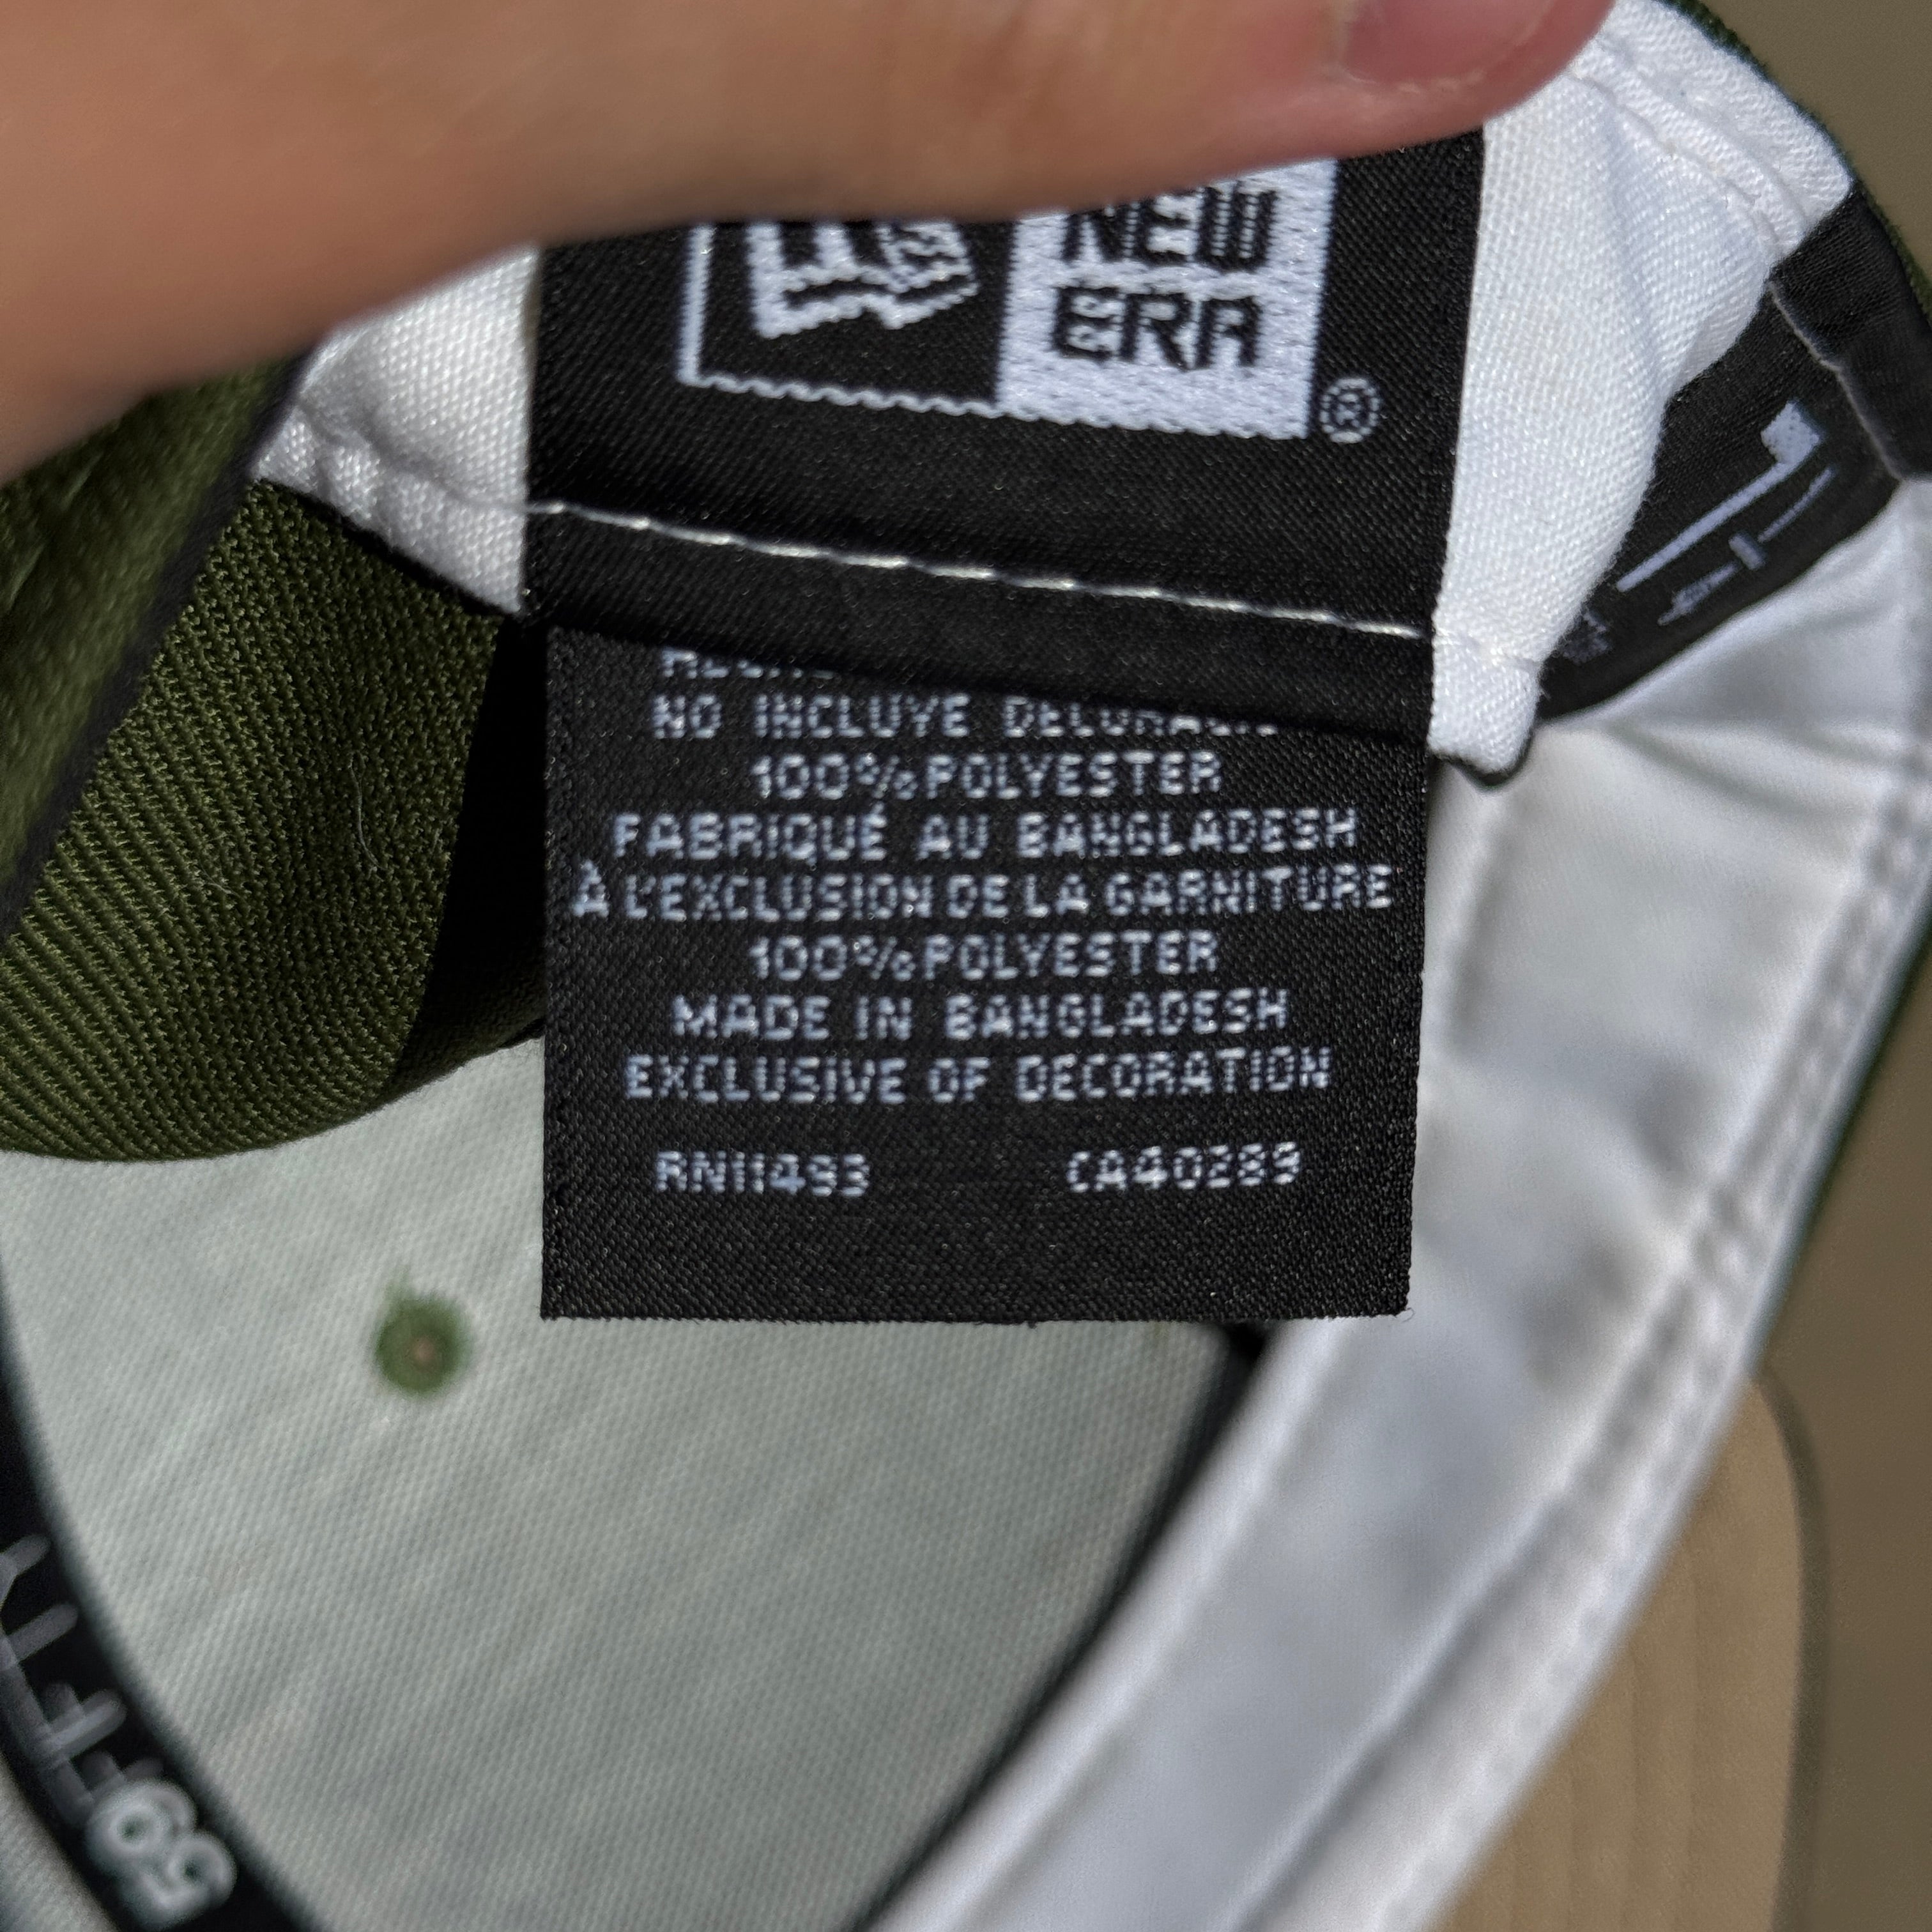 NEW
ERA
®
NO INCLUYE
100% POLYESTER
FABRIQUÉ AU BANGLADESH
À L'EXCLUSION DE LA GARNITURE
100% POLYESTER
MADE IN BANGLADESH
EXCLUSIVE OF DECORATION
RN11493 CA40289
59